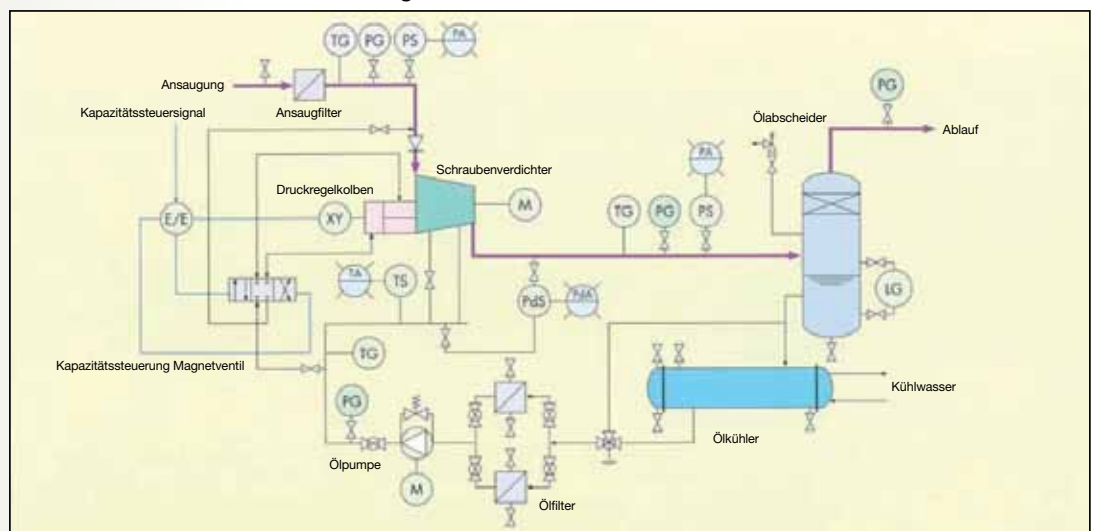 TG
PG
PS
PA
Ansaugung
Ansaugfilter
PG
Kapazitätssteuersignal
Ölabscheider
Ablauf
PA
Schraubenverdichter
Druckregelkolben
E/E
XY
M
TG
PG
PS
TA
TS
PdS
PdA
LG
Kapazitätssteuerung Magnetventil
TG
Kühlwasser
PG
Ölkühler
Ölpumpe
M
Ölfilter